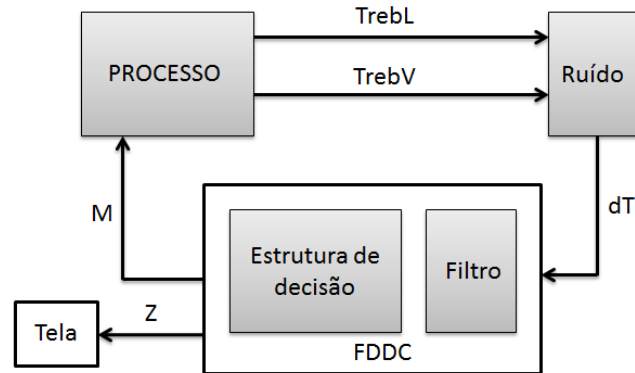 TrebL
PROCESSO
TrebV
Ruído
M
dT
Estrutura de
decisão
Filtro
Z
Tela
FDDC